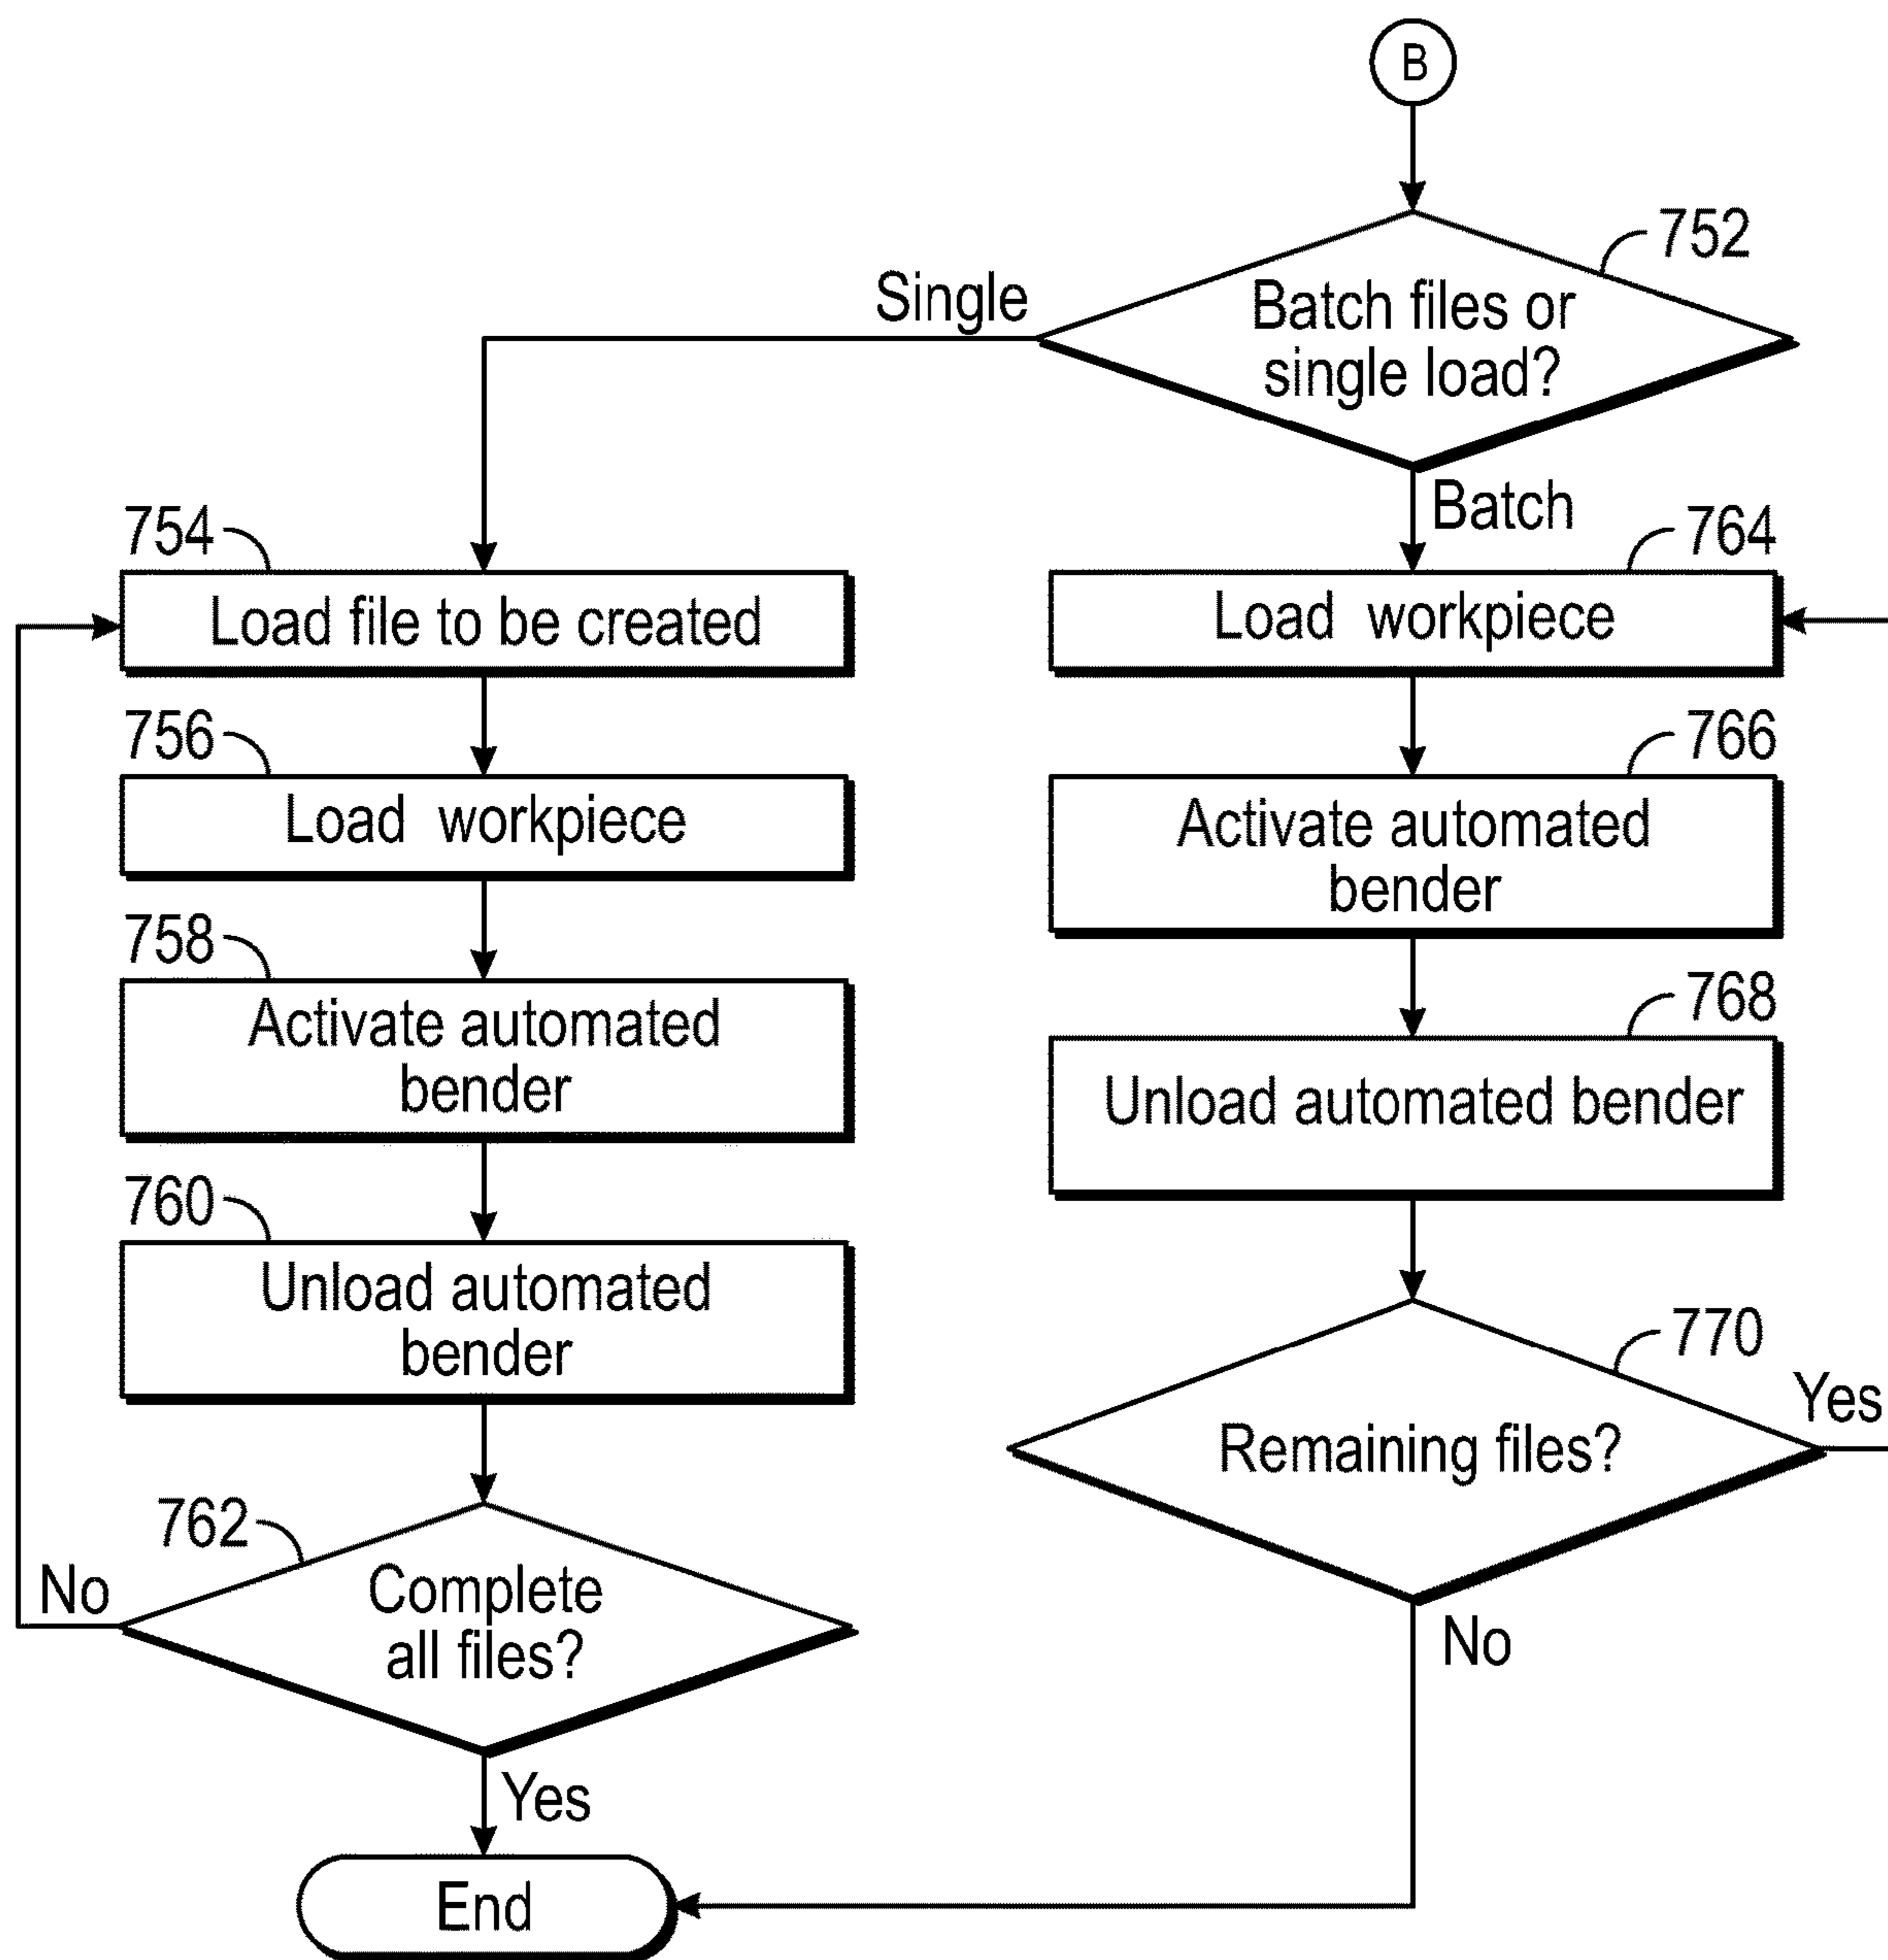 B
752
Batch files or
single load?
Single
Batch
754
Load file to be created
756
Load workpiece
758
Activate automated
bender
760
Unload automated
bender
762
Complete
all files?
No
Yes
End
764
Load workpiece
766
Activate automated
bender
768
Unload automated bender
770
Remaining files?
Yes
No